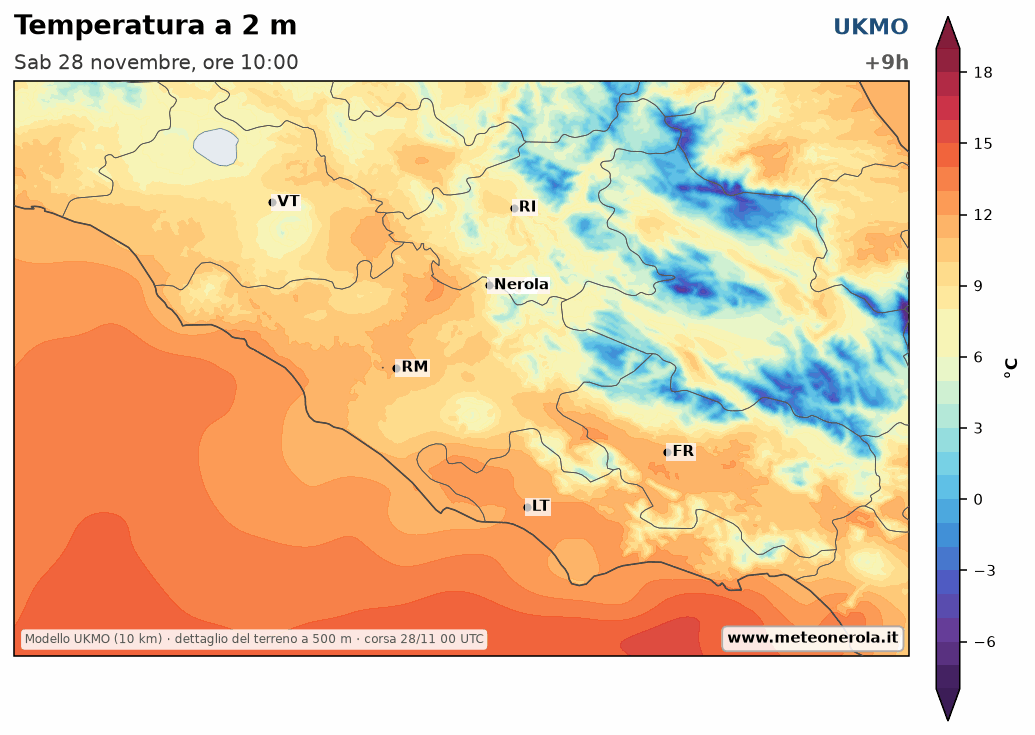 Temperatura a 2 m
UKMO
Sab 28 novembre, ore 10:00
+9h
VT
RI
Nerola
RM
FR
LT
Modello UKMO (10 km) · dettaglio del terreno a 500 m · corsa 28/11 00 UTC
www.meteonerola.it
18
15
12
9
6
3
0
−3
−6
°C